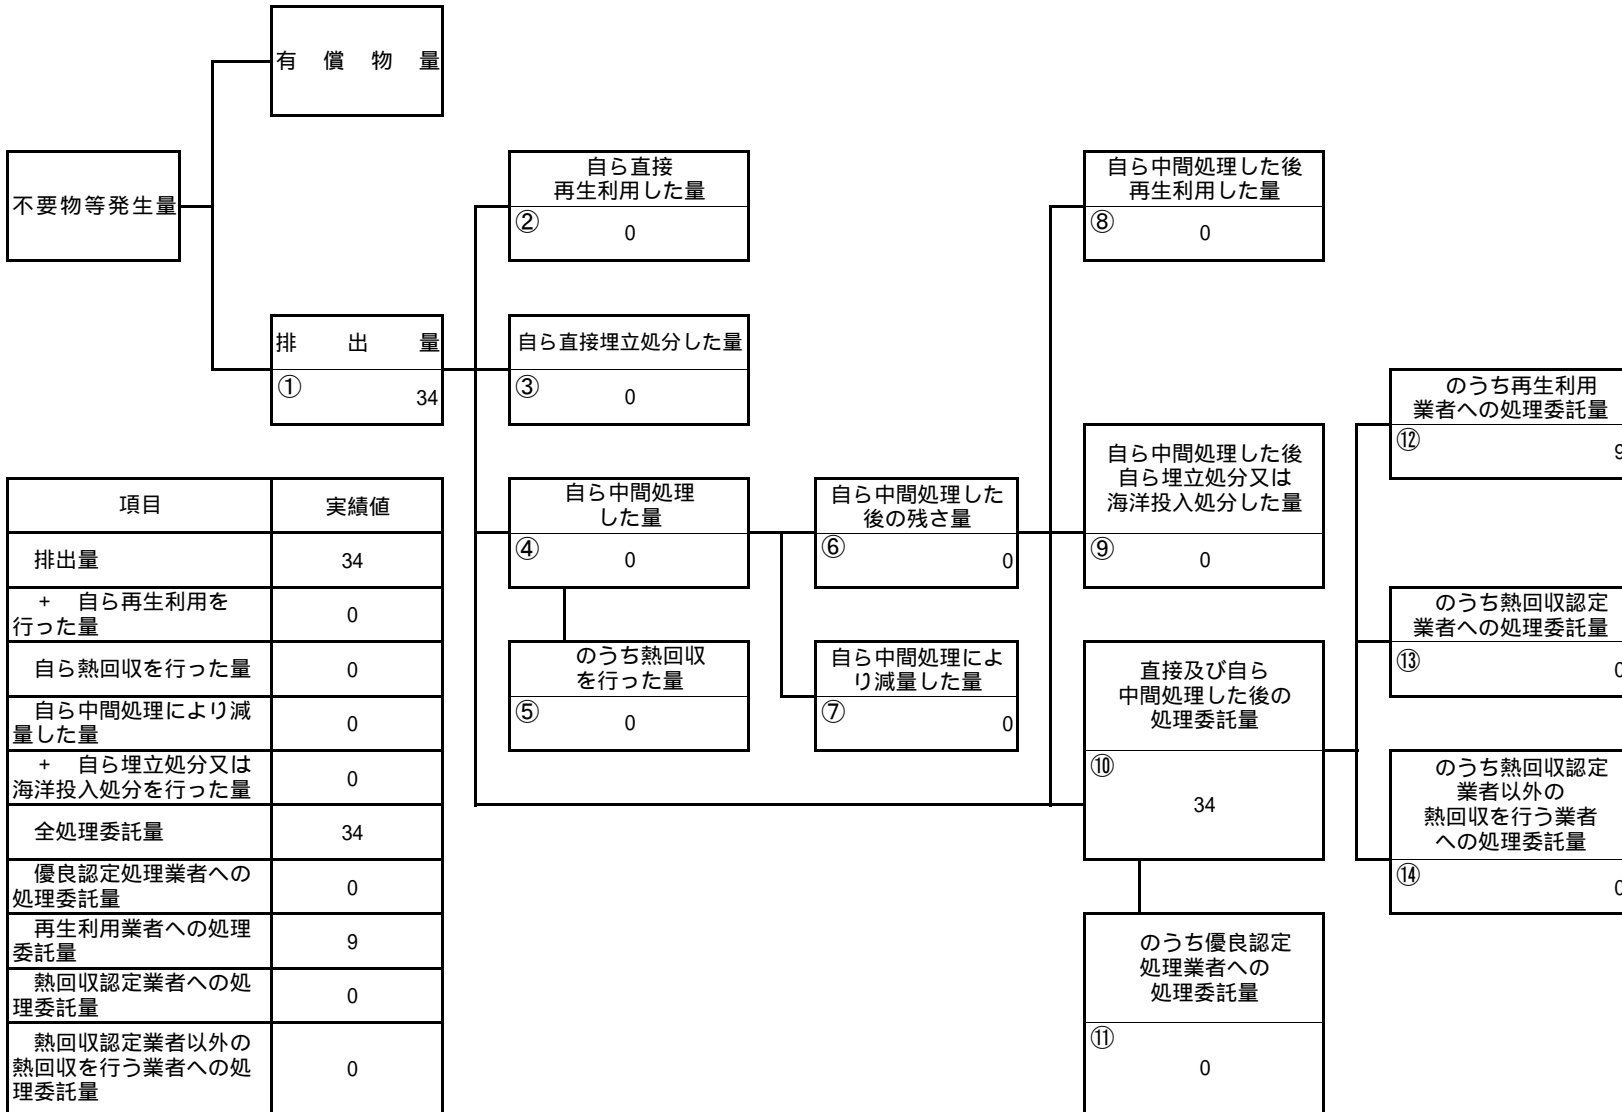 有 償 物 量
不要物等発生量
排 出 量
①
34
自ら直接
再生利用した量
②
0
自ら直接埋立処分した量
③
0
自ら中間処理
した量
④
0
のうち熱回収
を行った量
⑤
0
自ら中間処理した
後の残さ量
⑥
0
自ら中間処理によ
り減量した量
⑦
0
自ら中間処理した後
再生利用した量
⑧
0
自ら中間処理した後
自ら埋立処分又は
海洋投入処分した量
⑨
0
直接及び自ら
中間処理した後の
処理委託量
⑩
34
のうち優良認定
処理業者への
処理委託量
⑪
0
のうち再生利用
業者への処理委託量
⑫
9
のうち熱回収認定
業者への処理委託量
⑬
0
のうち熱回収認定
業者以外の
熱回収を行う業者
への処理委託量
⑭
0
項目 実績値
排出量 34
+ 自ら再生利用を
行った量
0
自ら熱回収を行った量 0
自ら中間処理により減
量した量
0
+ 自ら埋立処分又は
海洋投入処分を行った量
0
全処理委託量 34
優良認定処理業者への
処理委託量
0
再生利用業者への処理
委託量
9
熱回収認定業者への処
理委託量
0
熱回収認定業者以外の
熱回収を行う業者への処
理委託量
0